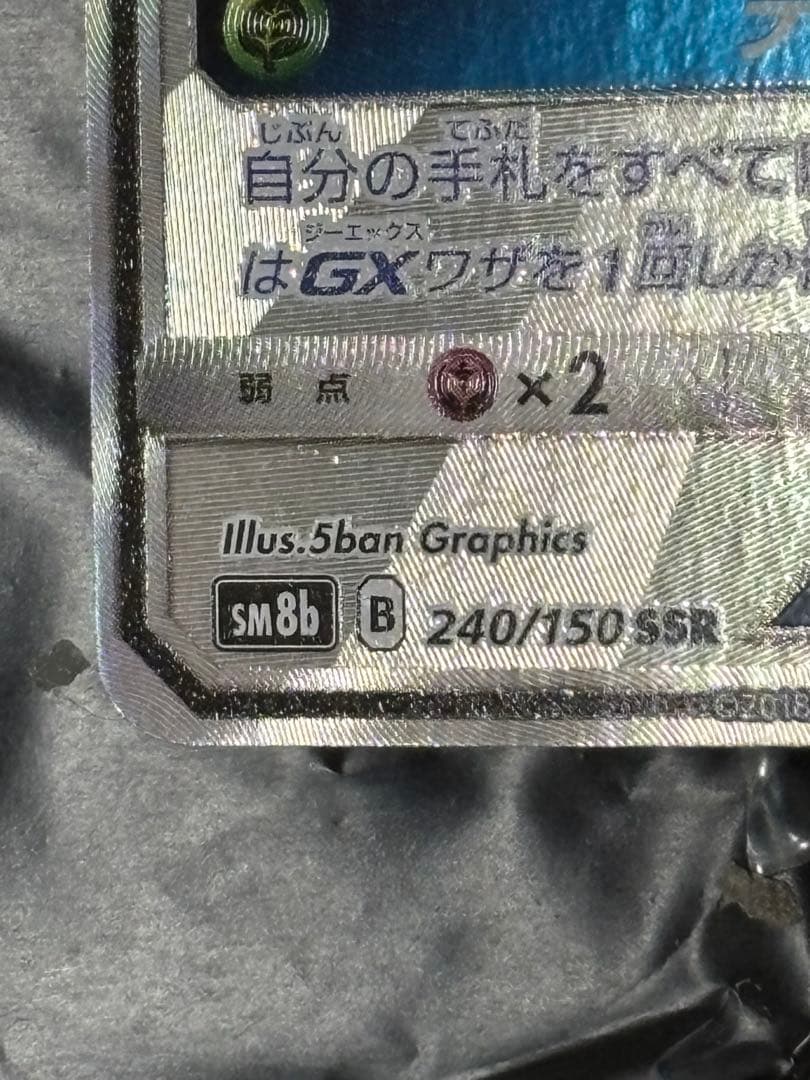 じぶん てふだ
自分の手札をすべて
ジーエックス かい
はGXワザを1回しか
弱点 ×2
Illus.5ban Graphics
SM8b B 240/150 SSR